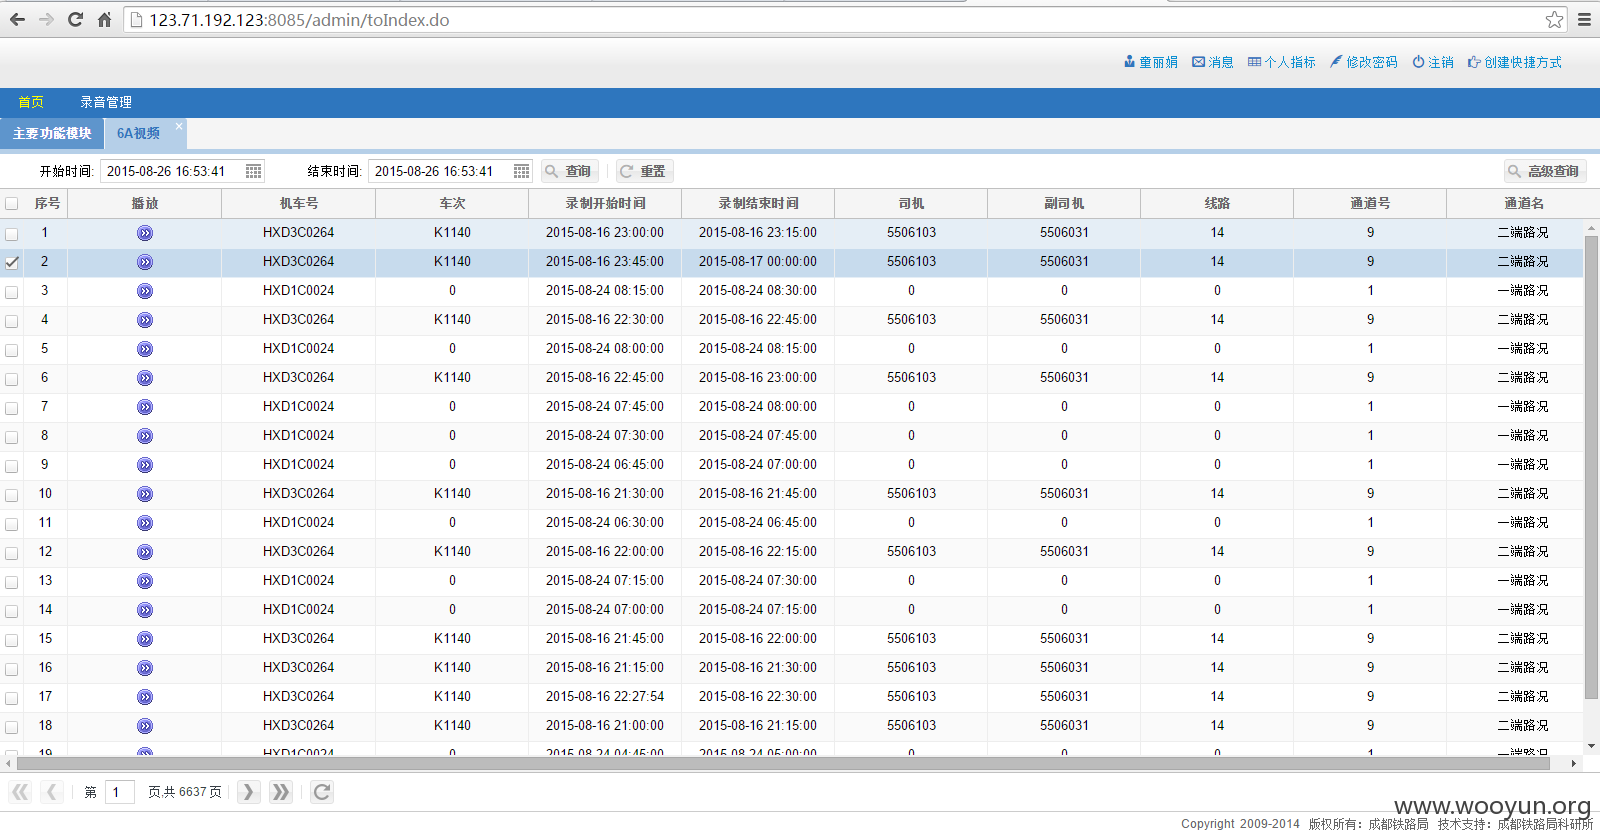 123.71.192.123:8085/admin/toIndex.do
童丽娟 消息 个人指标 修改密码 注销 创建快捷方式
首页 录音管理
主要功能模块 6A视频
开始时间: 2015-08-26 16:53:41 结束时间: 2015-08-26 16:53:41 查询 重置 高级查询
序号 播放 机车号 车次 录制开始时间 录制结束时间 司机 副司机 线路 通道号 通道名
1 HXD3C0264 K1140 2015-08-16 23:00:00 2015-08-16 23:15:00 5506103 5506031 14 9 二端路况
2 HXD3C0264 K1140 2015-08-16 23:45:00 2015-08-17 00:00:00 5506103 5506031 14 9 二端路况
3 HXD1C0024 0 2015-08-24 08:15:00 2015-08-24 08:30:00 0 0 0 1 一端路况
4 HXD3C0264 K1140 2015-08-16 22:30:00 2015-08-16 22:45:00 5506103 5506031 14 9 二端路况
5 HXD1C0024 0 2015-08-24 08:00:00 2015-08-24 08:15:00 0 0 0 1 一端路况
6 HXD3C0264 K1140 2015-08-16 22:45:00 2015-08-16 23:00:00 5506103 5506031 14 9 二端路况
7 HXD1C0024 0 2015-08-24 07:45:00 2015-08-24 08:00:00 0 0 0 1 一端路况
8 HXD1C0024 0 2015-08-24 07:30:00 2015-08-24 07:45:00 0 0 0 1 一端路况
9 HXD1C0024 0 2015-08-24 06:45:00 2015-08-24 07:00:00 0 0 0 1 一端路况
10 HXD3C0264 K1140 2015-08-16 21:30:00 2015-08-16 21:45:00 5506103 5506031 14 9 二端路况
11 HXD1C0024 0 2015-08-24 06:30:00 2015-08-24 06:45:00 0 0 0 1 一端路况
12 HXD3C0264 K1140 2015-08-16 22:00:00 2015-08-16 22:15:00 5506103 5506031 14 9 二端路况
13 HXD1C0024 0 2015-08-24 07:15:00 2015-08-24 07:30:00 0 0 0 1 一端路况
14 HXD1C0024 0 2015-08-24 07:00:00 2015-08-24 07:15:00 0 0 0 1 一端路况
15 HXD3C0264 K1140 2015-08-16 21:45:00 2015-08-16 22:00:00 5506103 5506031 14 9 二端路况
16 HXD3C0264 K1140 2015-08-16 21:15:00 2015-08-16 21:30:00 5506103 5506031 14 9 二端路况
17 HXD3C0264 K1140 2015-08-16 22:27:54 2015-08-16 22:30:00 5506103 5506031 14 9 二端路况
18 HXD3C0264 K1140 2015-08-16 21:00:00 2015-08-16 21:15:00 5506103 5506031 14 9 二端路况
19 HXD1C0024 0 2015-08-24 04:45:00 2015-08-24 05:00:00 0 0 0 1 一端路况
第 1 页,共 6637 页
www.wooyun.org
Copyright 2009-2014 版权所有：成都铁路局 技术支持：成都铁路局科研所